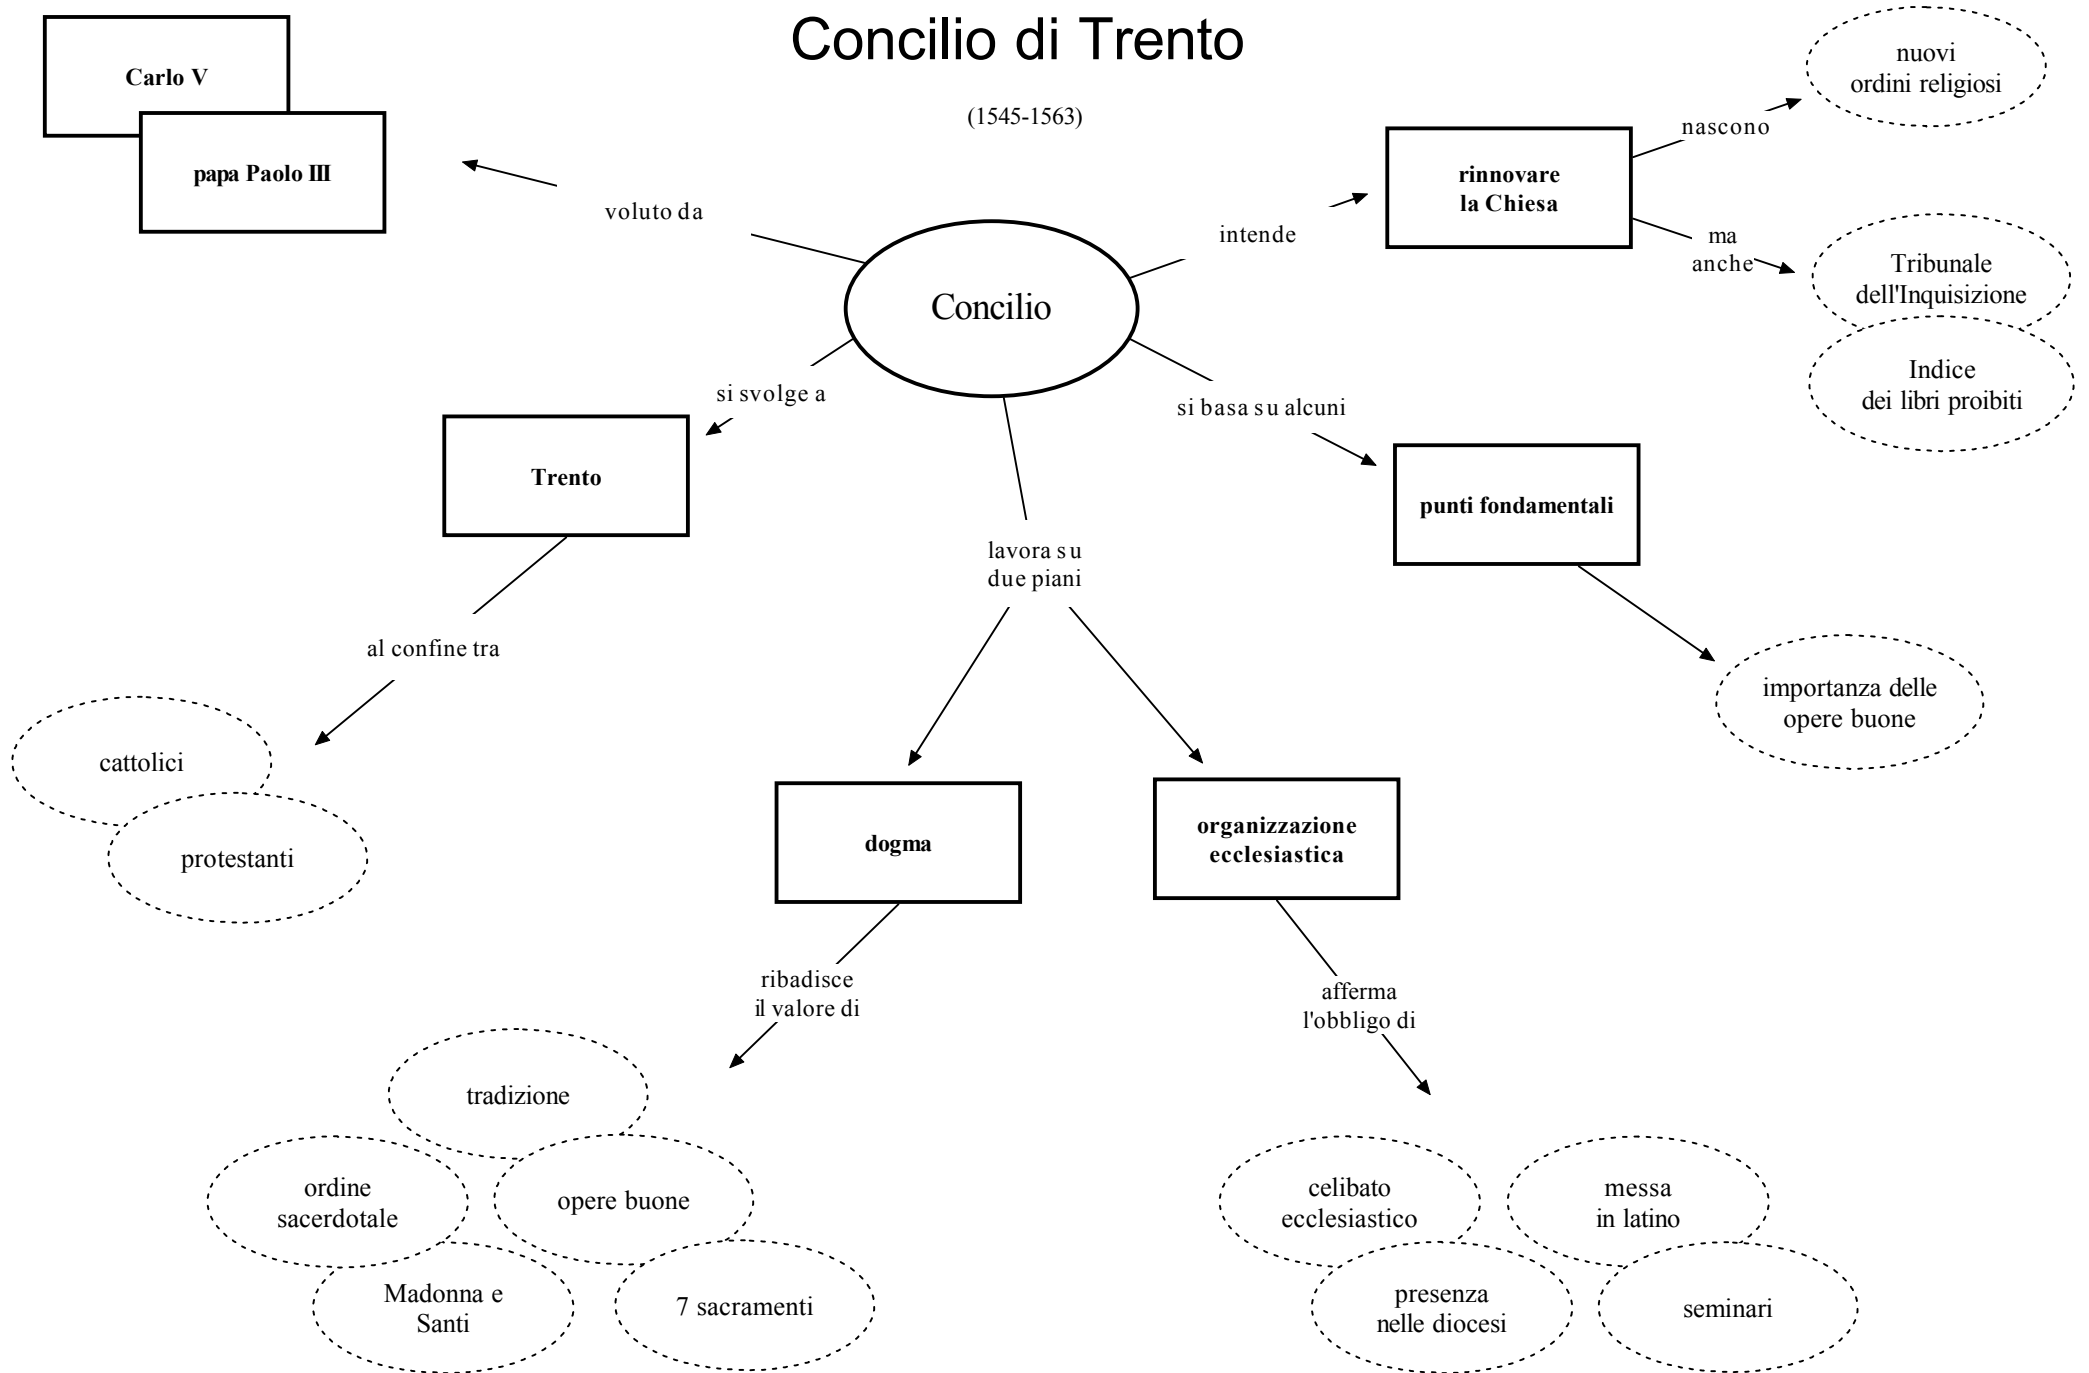 Concilio di Trento
(1545-1563)
Carlo V
papa Paolo III
voluto da
Concilio
intende
rinnovare
la Chiesa
nascono
nuovi
ordini religiosi
ma
anche
Tribunale
dell'Inquisizione
Indice
dei libri proibiti
si svolge a
Trento
al confine tra
cattolici
protestanti
si basa su alcuni
punti fondamentali
importanza delle
opere buone
lavora su
due piani
dogma
ribadisce
il valore di
tradizione
ordine
sacerdotale
opere buone
Madonna e
Santi
7 sacramenti
organizzazione
ecclesiastica
afferma
l'obbligo di
celibato
ecclesiastico
messa
in latino
presenza
nelle diocesi
seminari